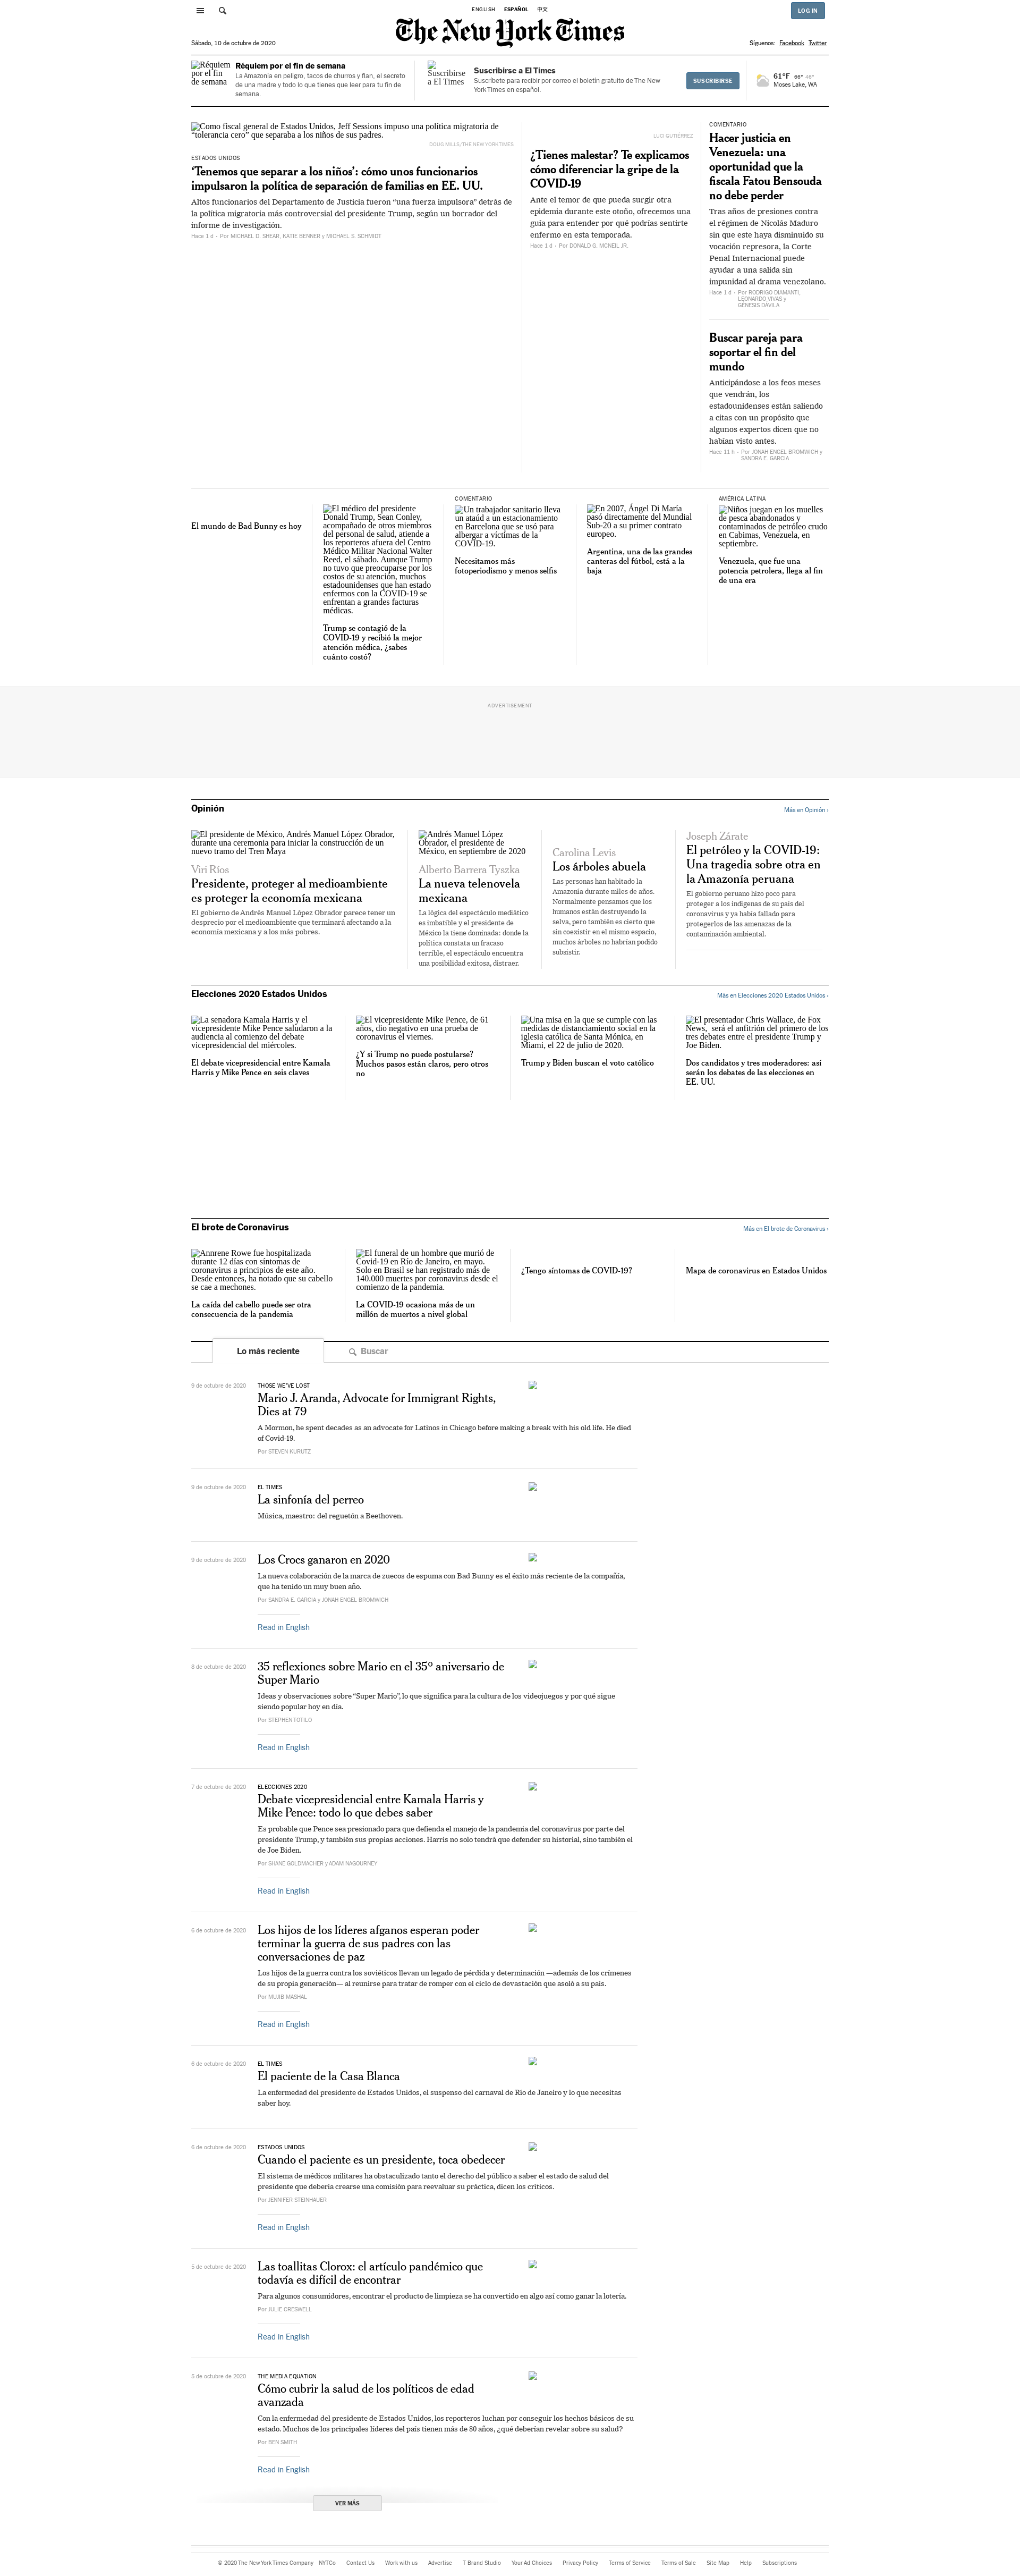 ENGLISH ESPAÑOL 中文
LOG IN
The New York Times
Sábado, 10 de octubre de 2020
Síguenos: Facebook Twitter
Réquiem por el fin de semana
Réquiem por el fin de semana
La Amazonía en peligro, tacos de churros y flan, el secreto
de una madre y todo lo que tienes que leer para tu fin de
semana.
Suscribirse a El Times
Suscribirse a El Times
Suscríbete para recibir por correo el boletín gratuito de The New
York Times en español.
SUSCRIBIRSE
61°F 66° 48°
Moses Lake, WA
Como fiscal general de Estados Unidos, Jeff Sessions impuso una política migratoria de
“tolerancia cero” que separaba a los niños de sus padres.
DOUG MILLS/THE NEW YORK TIMES
ESTADOS UNIDOS
‘Tenemos que separar a los niños’: cómo unos funcionarios
impulsaron la política de separación de familias en EE. UU.
Altos funcionarios del Departamento de Justicia fueron “una fuerza impulsora” detrás de
la política migratoria más controversial del presidente Trump, según un borrador del
informe de investigación.
Hace 1 d - Por MICHAEL D. SHEAR, KATIE BENNER y MICHAEL S. SCHMIDT
LUCI GUTIÉRREZ
¿Tienes malestar? Te explicamos
cómo diferenciar la gripe de la
COVID-19
Ante el temor de que pueda surgir otra
epidemia durante este otoño, ofrecemos una
guía para entender por qué podrías sentirte
enfermo en esta temporada.
Hace 1 d - Por DONALD G. MCNEIL JR.
COMENTARIO
Hacer justicia en
Venezuela: una
oportunidad que la
fiscala Fatou Bensouda
no debe perder
Tras años de presiones contra
el régimen de Nicolás Maduro
sin que este haya disminuido su
vocación represora, la Corte
Penal Internacional puede
ayudar a una salida sin
impunidad al drama venezolano.
Hace 1 d - Por RODRIGO DIAMANTI,
LEONARDO VIVAS y
GÉNESIS DÁVILA
Buscar pareja para
soportar el fin del
mundo
Anticipándose a los feos meses
que vendrán, los
estadounidenses están saliendo
a citas con un propósito que
algunos expertos dicen que no
habían visto antes.
Hace 11 h - Por JONAH ENGEL BROMWICH y
SANDRA E. GARCIA
El mundo de Bad Bunny es hoy
El médico del presidente
Donald Trump, Sean Conley,
acompañado de otros miembros
del personal de salud, atiende a
los reporteros afuera del Centro
Médico Militar Nacional Walter
Reed, el sábado. Aunque Trump
no tuvo que preocuparse por los
costos de su atención, muchos
estadounidenses que han estado
enfermos con la COVID-19 se
enfrentan a grandes facturas
médicas.
Trump se contagió de la
COVID-19 y recibió la mejor
atención médica, ¿sabes
cuánto costó?
COMENTARIO
Un trabajador sanitario lleva
un ataúd a un estacionamiento
en Barcelona que se usó para
albergar a víctimas de la
COVID-19.
Necesitamos más
fotoperiodismo y menos selfis
En 2007, Ángel Di María
pasó directamente del Mundial
Sub-20 a su primer contrato
europeo.
Argentina, una de las grandes
canteras del fútbol, está a la
baja
AMÉRICA LATINA
Niños juegan en los muelles
de pesca abandonados y
contaminados de petróleo crudo
en Cabimas, Venezuela, en
septiembre.
Venezuela, que fue una
potencia petrolera, llega al fin
de una era
ADVERTISEMENT
Opinión
Más en Opinión ›
El presidente de México, Andrés Manuel López Obrador,
durante una ceremonia para iniciar la construcción de un
nuevo tramo del Tren Maya
Viri Ríos
Presidente, proteger al medioambiente
es proteger la economía mexicana
El gobierno de Andrés Manuel López Obrador parece tener un
desprecio por el medioambiente que terminará afectando a la
economía mexicana y a los más pobres.
Andrés Manuel López
Obrador, el presidente de
México, en septiembre de 2020
Alberto Barrera Tyszka
La nueva telenovela
mexicana
La lógica del espectáculo mediático
es imbatible y el presidente de
México la tiene dominada: donde la
política constata un fracaso
terrible, el espectáculo encuentra
una posibilidad exitosa, distraer.
Carolina Levis
Los árboles abuela
Las personas han habitado la
Amazonía durante miles de años.
Normalmente pensamos que los
humanos están destruyendo la
selva, pero también es cierto que
sin coexistir en el mismo espacio,
muchos árboles no habrían podido
subsistir.
Joseph Zárate
El petróleo y la COVID-19:
Una tragedia sobre otra en
la Amazonía peruana
El gobierno peruano hizo poco para
proteger a los indígenas de su país del
coronavirus y ya había fallado para
protegerlos de las amenazas de la
contaminación ambiental.
Elecciones 2020 Estados Unidos
Más en Elecciones 2020 Estados Unidos ›
La senadora Kamala Harris y el
vicepresidente Mike Pence saludaron a la
audiencia al comienzo del debate
vicepresidencial del miércoles.
El debate vicepresidencial entre Kamala
Harris y Mike Pence en seis claves
El vicepresidente Mike Pence, de 61
años, dio negativo en una prueba de
coronavirus el viernes.
¿Y si Trump no puede postularse?
Muchos pasos están claros, pero otros
no
Una misa en la que se cumple con las
medidas de distanciamiento social en la
iglesia católica de Santa Mónica, en
Miami, el 22 de julio de 2020.
Trump y Biden buscan el voto católico
El presentador Chris Wallace, de Fox
News, será el anfitrión del primero de los
tres debates entre el presidente Trump y
Joe Biden.
Dos candidatos y tres moderadores: así
serán los debates de las elecciones en
EE. UU.
El brote de Coronavirus
Más en El brote de Coronavirus ›
Annrene Rowe fue hospitalizada
durante 12 días con síntomas de
coronavirus a principios de este año.
Desde entonces, ha notado que su cabello
se cae a mechones.
La caída del cabello puede ser otra
consecuencia de la pandemia
El funeral de un hombre que murió de
Covid-19 en Río de Janeiro, en mayo.
Solo en Brasil se han registrado más de
140.000 muertes por coronavirus desde el
comienzo de la pandemia.
La COVID-19 ocasiona más de un
millón de muertos a nivel global
¿Tengo síntomas de COVID-19?
Mapa de coronavirus en Estados Unidos
Lo más reciente
Buscar
9 de octubre de 2020
THOSE WE’VE LOST
Mario J. Aranda, Advocate for Immigrant Rights,
Dies at 79
A Mormon, he spent decades as an advocate for Latinos in Chicago before making a break with his old life. He died
of Covid-19.
Por STEVEN KURUTZ
9 de octubre de 2020
EL TIMES
La sinfonía del perreo
Música, maestro: del reguetón a Beethoven.
9 de octubre de 2020
Los Crocs ganaron en 2020
La nueva colaboración de la marca de zuecos de espuma con Bad Bunny es el éxito más reciente de la compañía,
que ha tenido un muy buen año.
Por SANDRA E. GARCIA y JONAH ENGEL BROMWICH
Read in English
8 de octubre de 2020
35 reflexiones sobre Mario en el 35º aniversario de
Super Mario
Ideas y observaciones sobre “Super Mario”, lo que significa para la cultura de los videojuegos y por qué sigue
siendo popular hoy en día.
Por STEPHEN TOTILO
Read in English
7 de octubre de 2020
ELECCIONES 2020
Debate vicepresidencial entre Kamala Harris y
Mike Pence: todo lo que debes saber
Es probable que Pence sea presionado para que defienda el manejo de la pandemia del coronavirus por parte del
presidente Trump, y también sus propias acciones. Harris no solo tendrá que defender su historial, sino también el
de Joe Biden.
Por SHANE GOLDMACHER y ADAM NAGOURNEY
Read in English
6 de octubre de 2020
Los hijos de los líderes afganos esperan poder
terminar la guerra de sus padres con las
conversaciones de paz
Los hijos de la guerra contra los soviéticos llevan un legado de pérdida y determinación —además de los crímenes
de su propia generación— al reunirse para tratar de romper con el ciclo de devastación que asoló a su país.
Por MUJIB MASHAL
Read in English
6 de octubre de 2020
EL TIMES
El paciente de la Casa Blanca
La enfermedad del presidente de Estados Unidos, el suspenso del carnaval de Río de Janeiro y lo que necesitas
saber hoy.
6 de octubre de 2020
ESTADOS UNIDOS
Cuando el paciente es un presidente, toca obedecer
El sistema de médicos militares ha obstaculizado tanto el derecho del público a saber el estado de salud del
presidente que debería crearse una comisión para reevaluar su práctica, dicen los críticos.
Por JENNIFER STEINHAUER
Read in English
5 de octubre de 2020
Las toallitas Clorox: el artículo pandémico que
todavía es difícil de encontrar
Para algunos consumidores, encontrar el producto de limpieza se ha convertido en algo así como ganar la lotería.
Por JULIE CRESWELL
Read in English
5 de octubre de 2020
THE MEDIA EQUATION
Cómo cubrir la salud de los políticos de edad
avanzada
Con la enfermedad del presidente de Estados Unidos, los reporteros luchan por conseguir los hechos básicos de su
estado. Muchos de los principales líderes del país tienen más de 80 años, ¿qué deberían revelar sobre su salud?
Por BEN SMITH
Read in English
VER MÁS
© 2020 The New York Times Company NYTCo Contact Us Work with us Advertise T Brand Studio Your Ad Choices Privacy Policy Terms of Service Terms of Sale Site Map Help Subscriptions